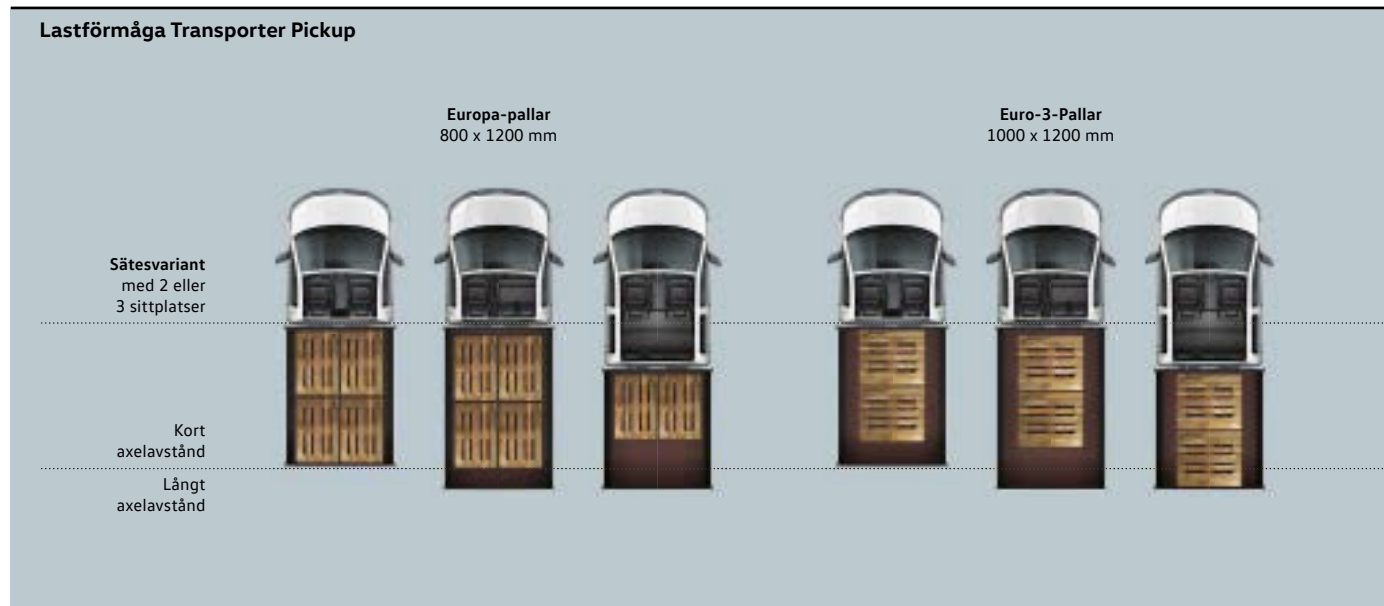 Lastförmåga Transporter Pickup
Europa-pallar
800 x 1200 mm
Euro-3-Pallar
1000 x 1200 mm
Sätesvariant
med 2 eller
3 sittplatser
Kort
axelavstånd
Långt
axelavstånd